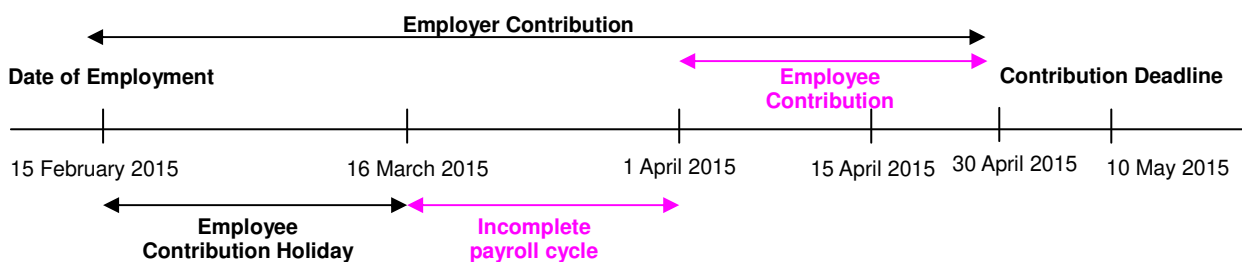 Employer Contribution
Date of Employment
Employee
Contribution
Contribution Deadline
15 February 2015
16 March 2015
1 April 2015
15 April 2015
30 April 2015
10 May 2015
Employee
Contribution Holiday
Incomplete
payroll cycle